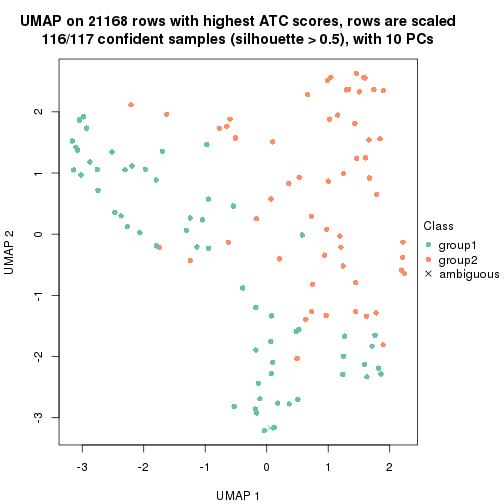 UMAP on 21168 rows with highest ATC scores, rows are scaled
116/117 confident samples (silhouette > 0.5), with 10 PCs
UMAP 2
2
1
0
-1
-2
-3
-3
-2
-1
0
1
2
UMAP 1
Class
group1
group2
ambiguous